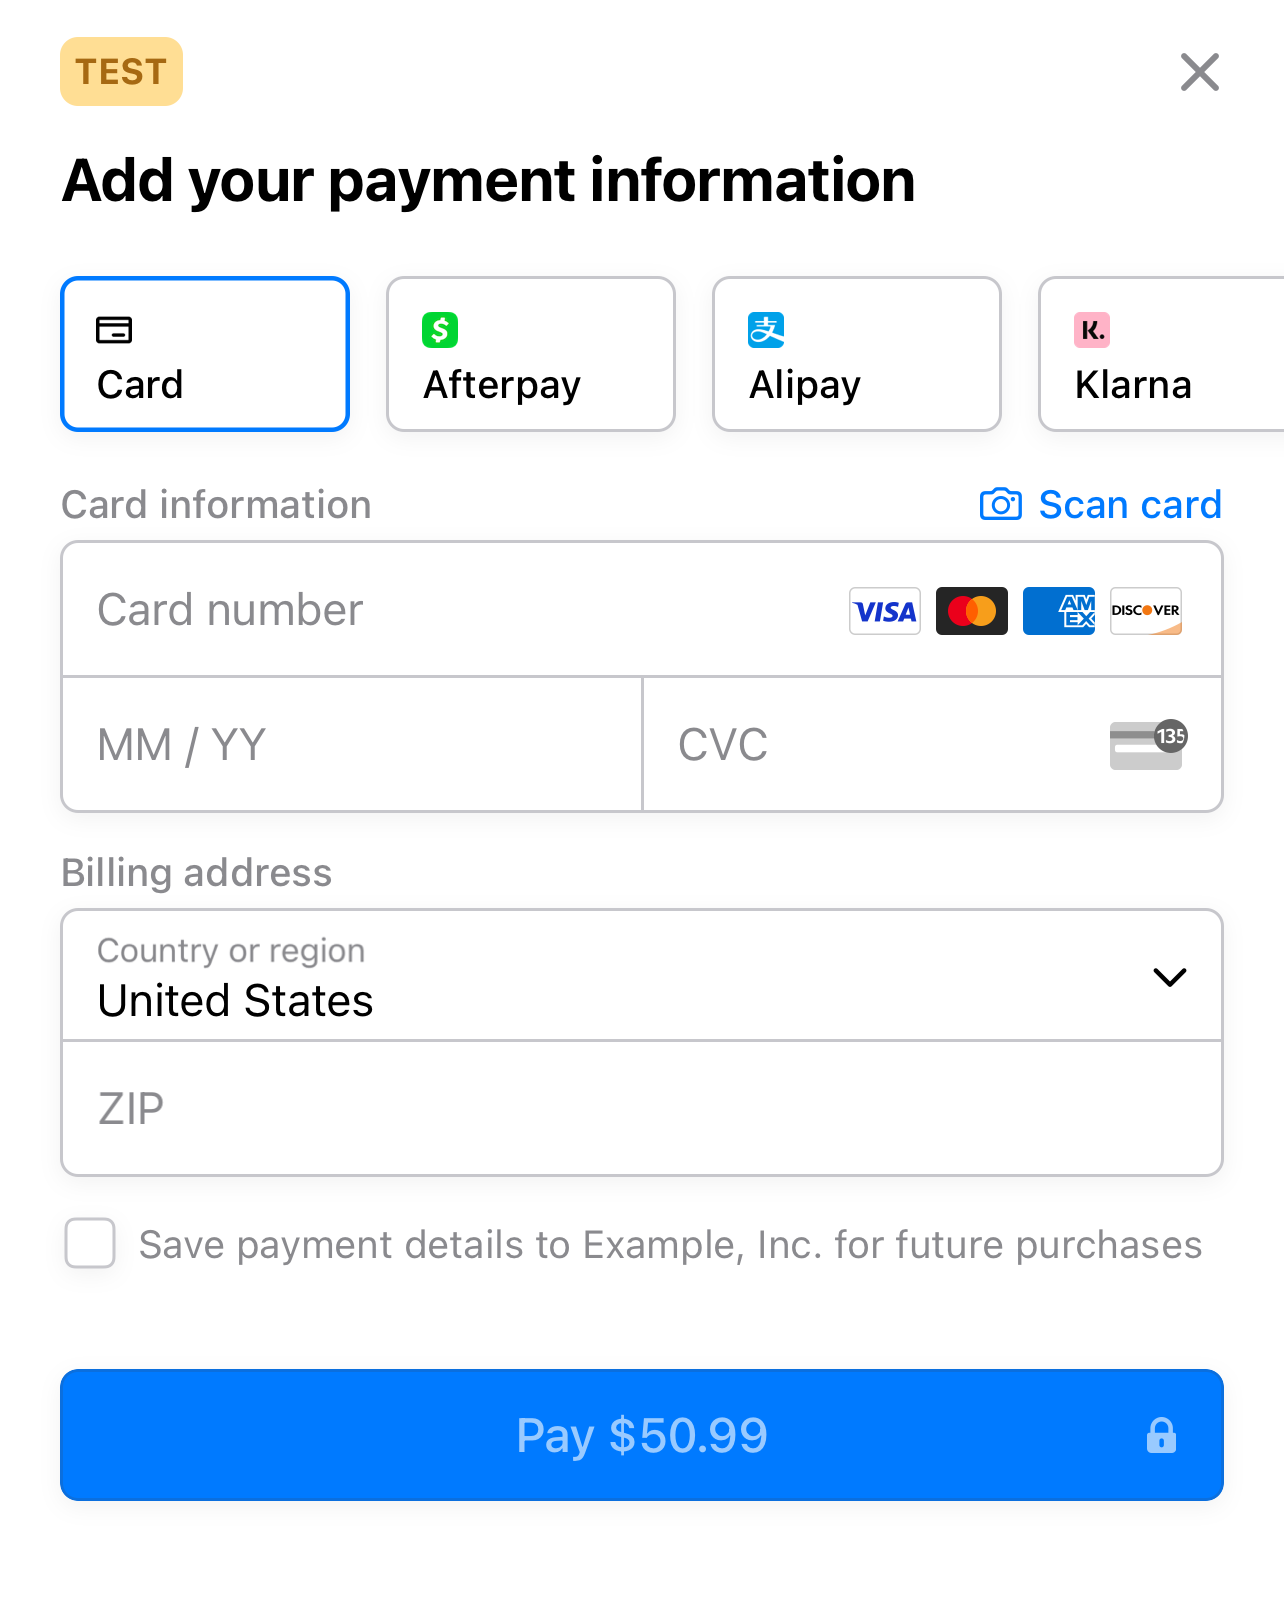 TEST
Add your payment information
Card
Afterpay
Alipay
Klarna
Card information
Scan card
Card number
VISA
AM
EX
DISCOVER
MM / YY
CVC
135
Billing address
Country or region
United States
ZIP
Save payment details to Example, Inc. for future purchases
Pay $50.99